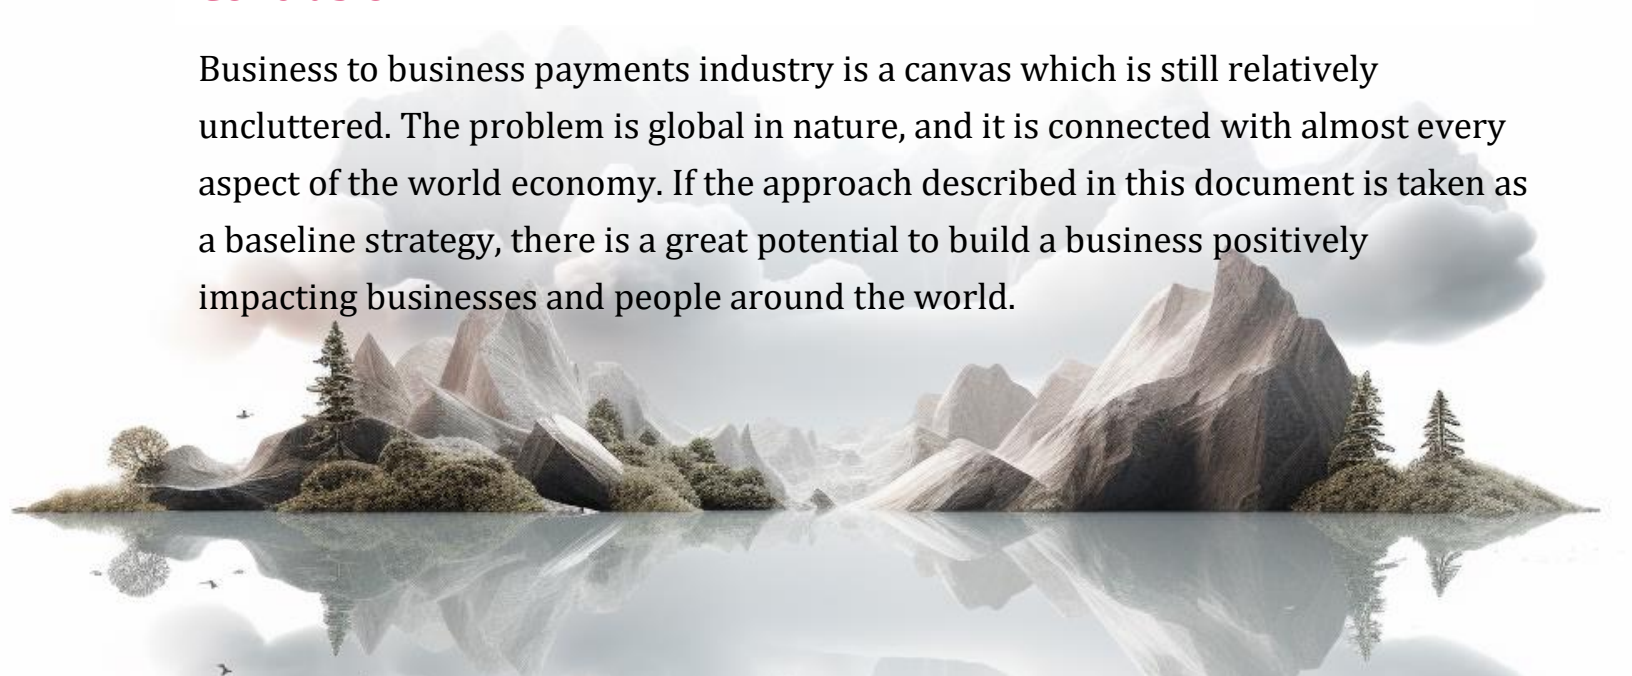 Business to business payments industry is a canvas which is still relatively
uncluttered. The problem is global in nature, and it is connected with almost every
aspect of the world economy. If the approach described in this document is taken as
a baseline strategy, there is a great potential to build a business positively
impacting businesses and people around the world.